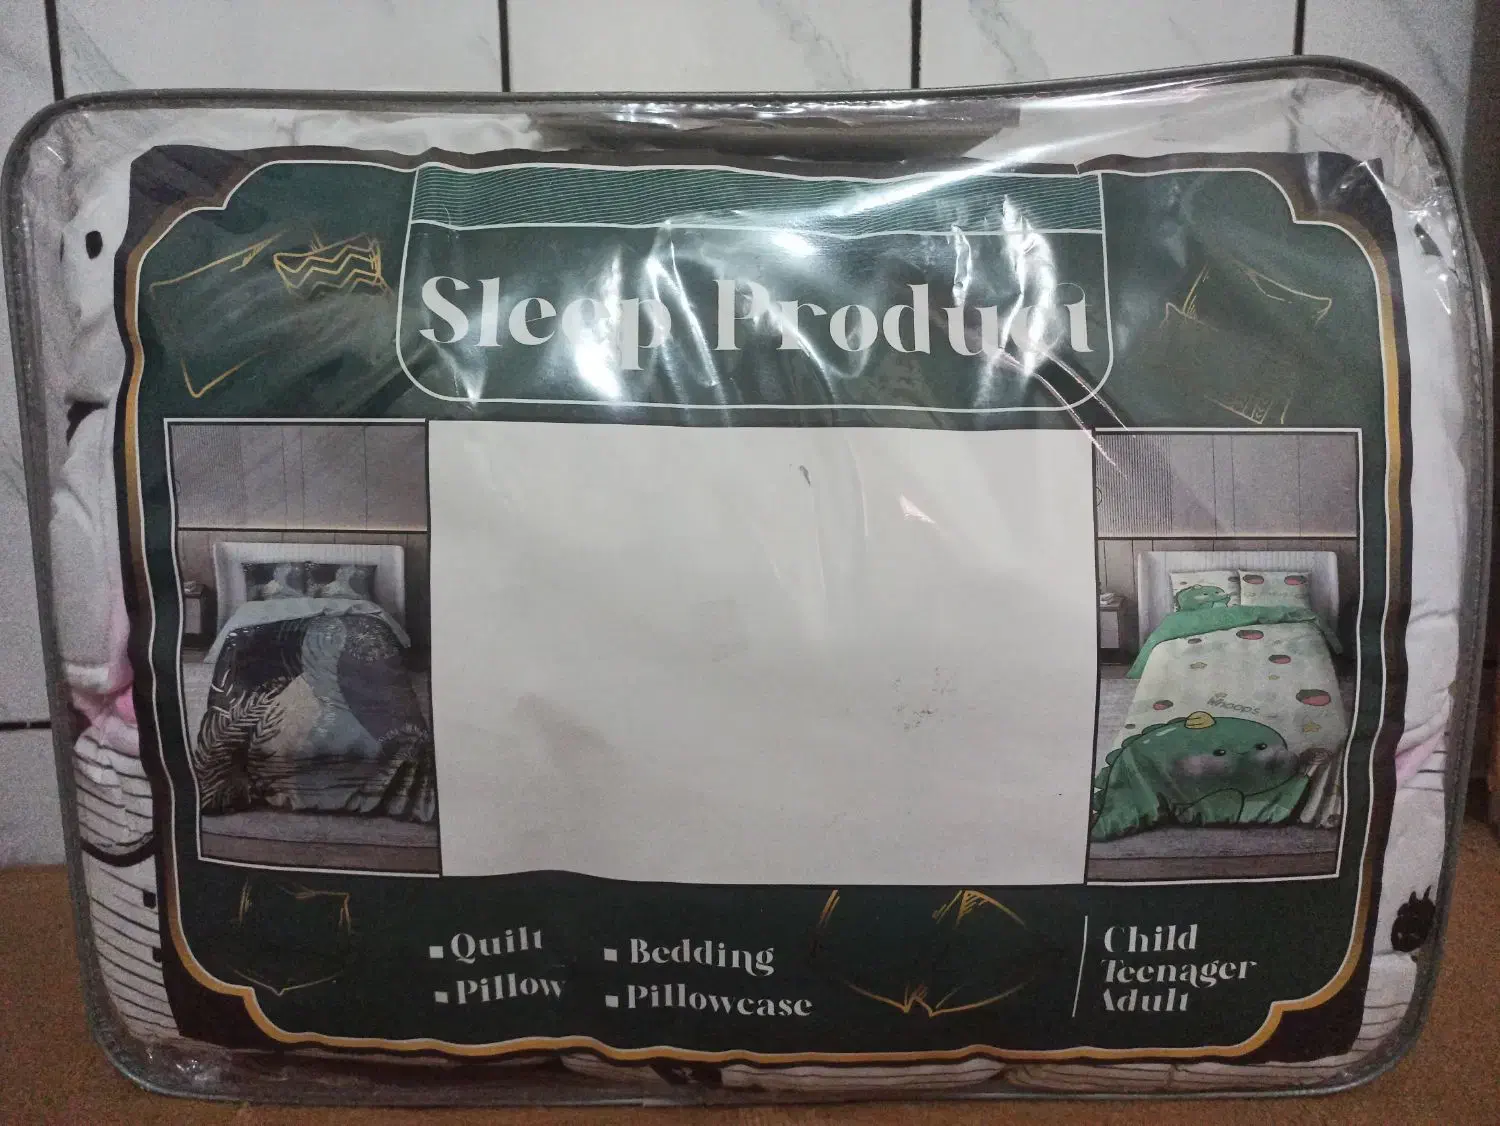 Sleep Product
Whoops
▪Quilt
▪Pillow
▪Bedding
▪Pillowcase
Child
Teenager
Adult